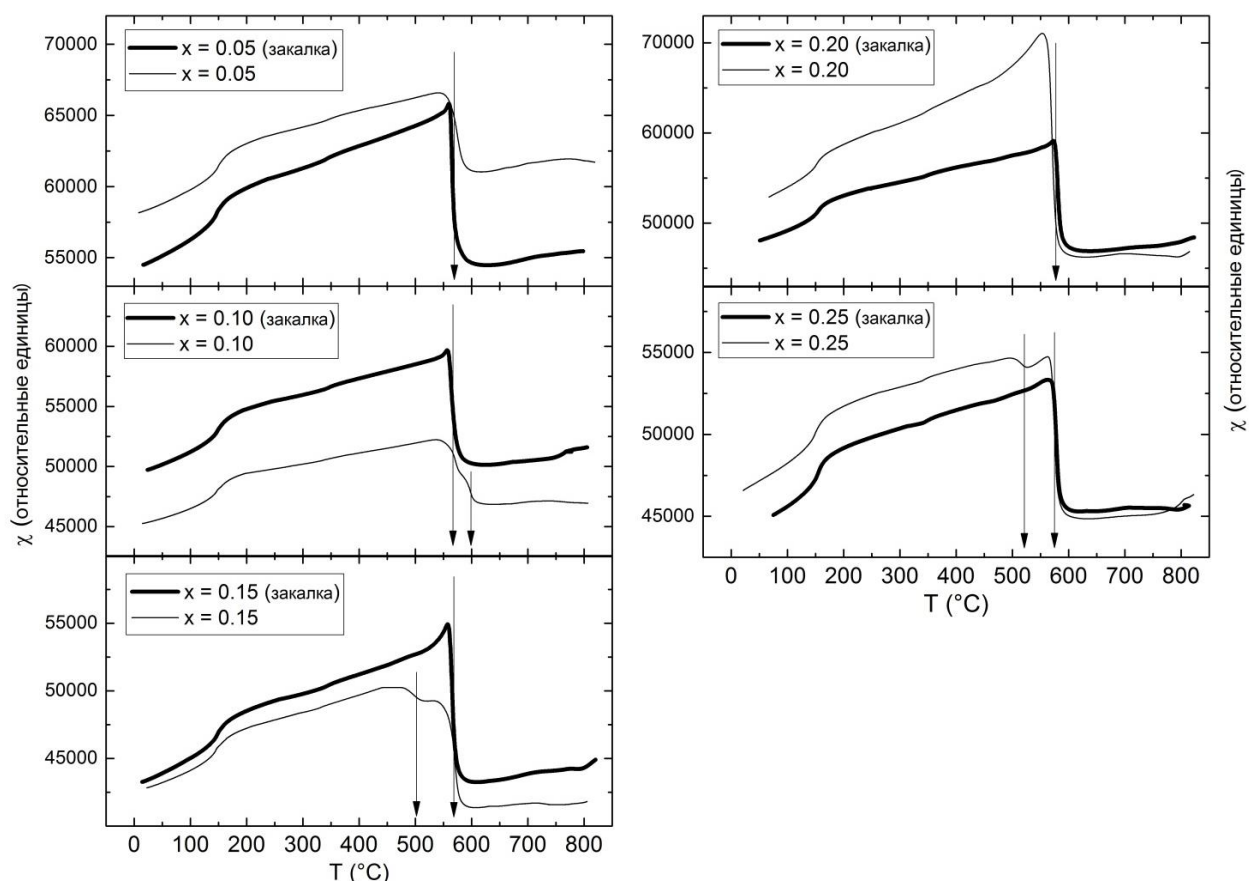 x = 0.05 (закалка)
x = 0.05
70000
65000
60000
55000
x = 0.10 (закалка)
x = 0.10
60000
55000
50000
45000
x = 0.15 (закалка)
x = 0.15
55000
50000
45000
χ (относительные единицы)
0 100 200 300 400 500 600 700 800
T (°C)
x = 0.20 (закалка)
x = 0.20
70000
60000
50000
x = 0.25 (закалка)
x = 0.25
55000
50000
45000
0 100 200 300 400 500 600 700 800
T (°C)
χ (относительные единицы)